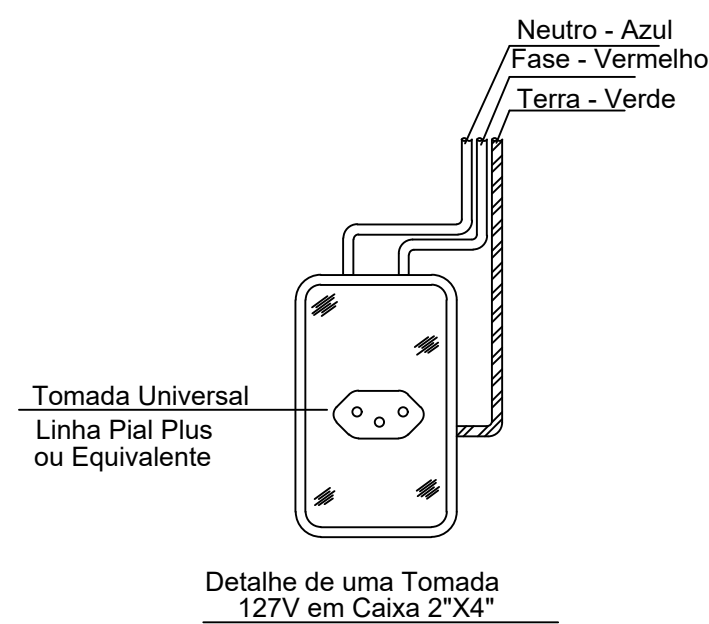 Neutro - Azul
Fase - Vermelho
Terra - Verde
Tomada Universal
Linha Pial Plus
ou Equivalente
Detalhe de uma Tomada
127V em Caixa 2"X4"